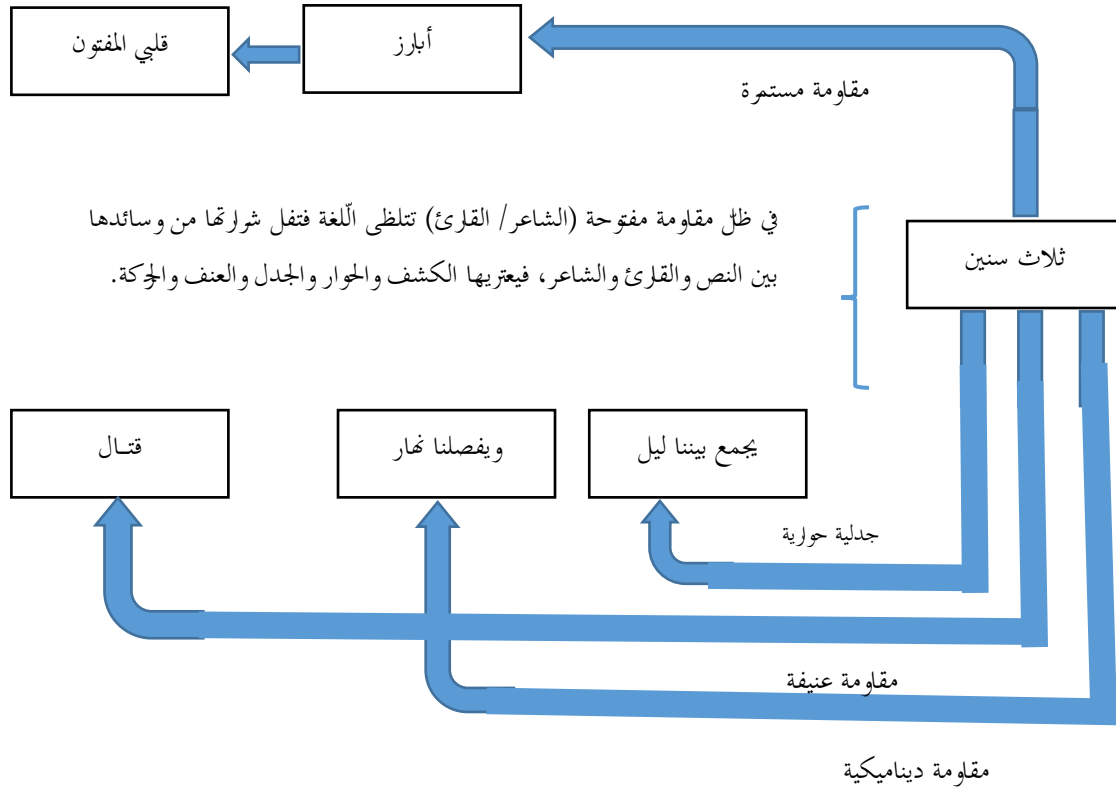 أبارز
قلبي المفتون
مقاومة مستمرة
ثلاث سنين
في ظل مقاومة مفتوحة (الشاعر/ القارئ) تتلظى الّلغة فتفل شرارتها من وسائدها
بين النص والقارئ والشاعر، فيعتريها الكشف والحوار والجدل والعنف والحركة.
يجمع بيننا ليل
ويفصلنا نهار
قتـال
جدلية حوارية
مقاومة عنيفة
مقاومة ديناميكية